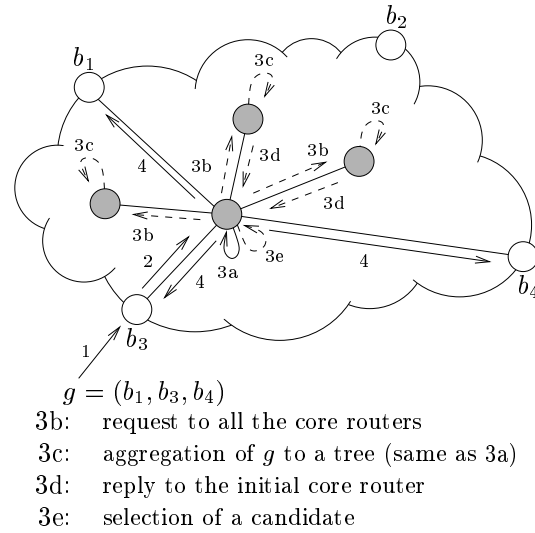 b₂
b₁
3c
3c
3c
4
3b
3d
3b
3d
3b
2
4
3a
3e
4
b₄
b₃
1
g = (b₁, b₃, b₄)
3b: request to all the core routers
3c: aggregation of g to a tree (same as 3a)
3d: reply to the initial core router
3e: selection of a candidate